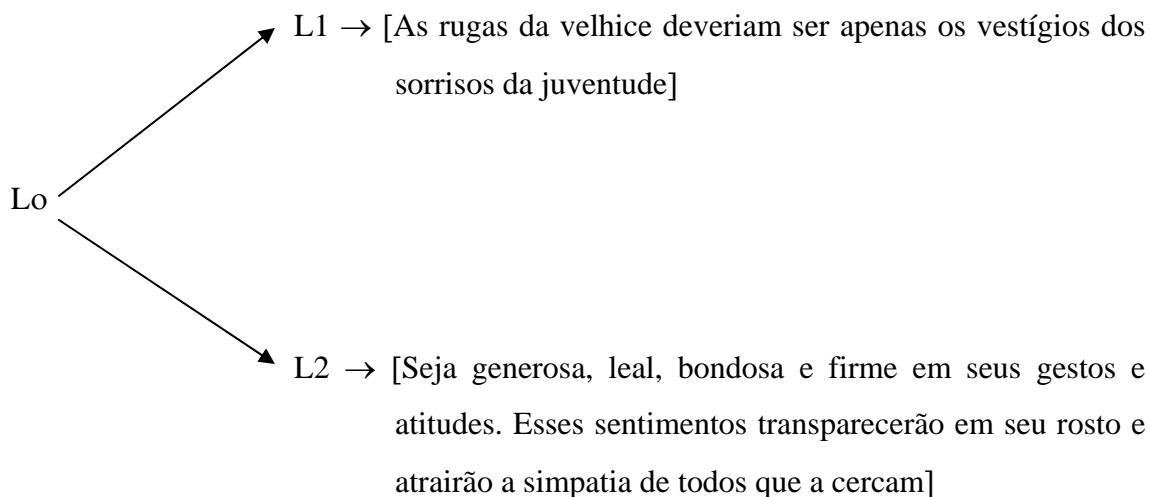 L1 → [As rugas da velhice deveriam ser apenas os vestígios dos
sorrisos da juventude]
Lo
L2 → [Seja generosa, leal, bondosa e firme em seus gestos e
atitudes. Esses sentimentos transparecerão em seu rosto e
atrairão a simpatia de todos que a cercam]